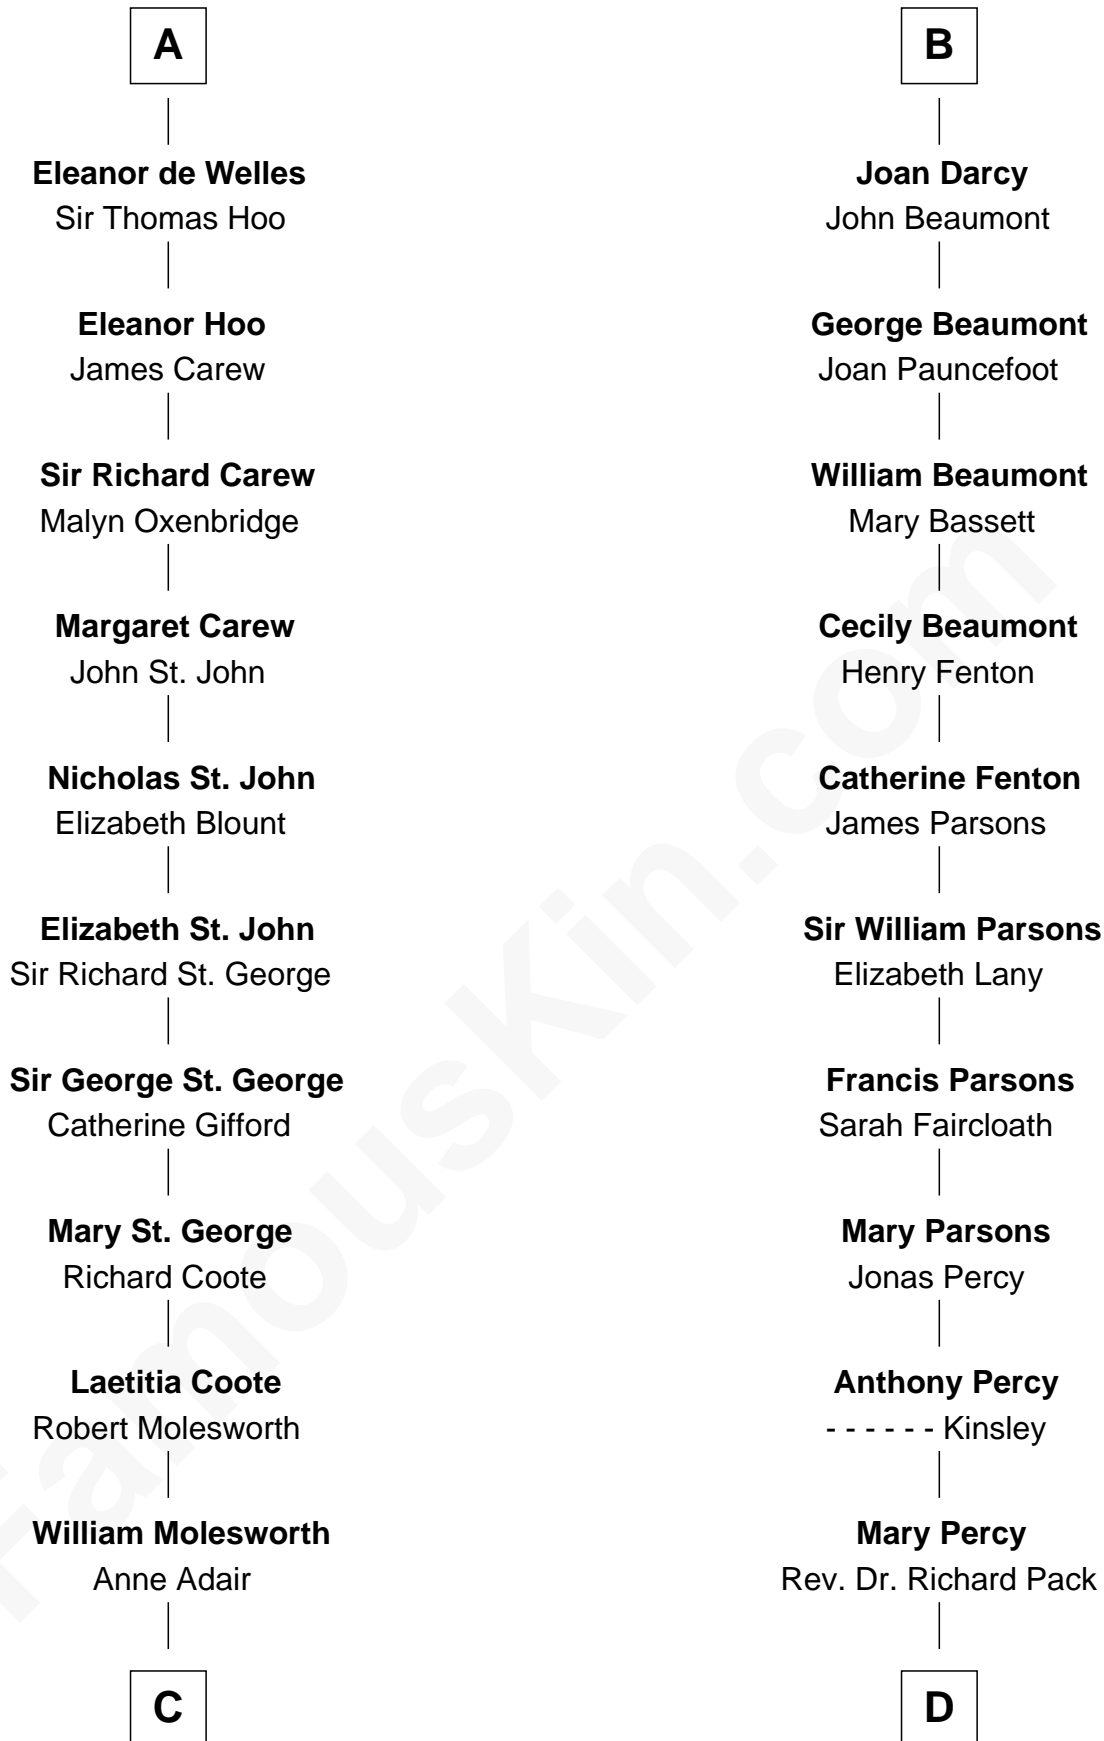 A
Eleanor de Welles
Sir Thomas Hoo
Eleanor Hoo
James Carew
Sir Richard Carew
Malyn Oxenbridge
Margaret Carew
John St. John
Nicholas St. John
Elizabeth Blount
Elizabeth St. John
Sir Richard St. George
Sir George St. George
Catherine Gifford
Mary St. George
Richard Coote
Laetitia Coote
Robert Molesworth
William Molesworth
Anne Adair
C
B
Joan Darcy
John Beaumont
George Beaumont
Joan Pauncefoot
William Beaumont
Mary Bassett
Cecily Beaumont
Henry Fenton
Catherine Fenton
James Parsons
Sir William Parsons
Elizabeth Lany
Francis Parsons
Sarah Faircloath
Mary Parsons
Jonas Percy
Anthony Percy
- - - - - - Kinsley
Mary Percy
Rev. Dr. Richard Pack
D
FamousKin.com